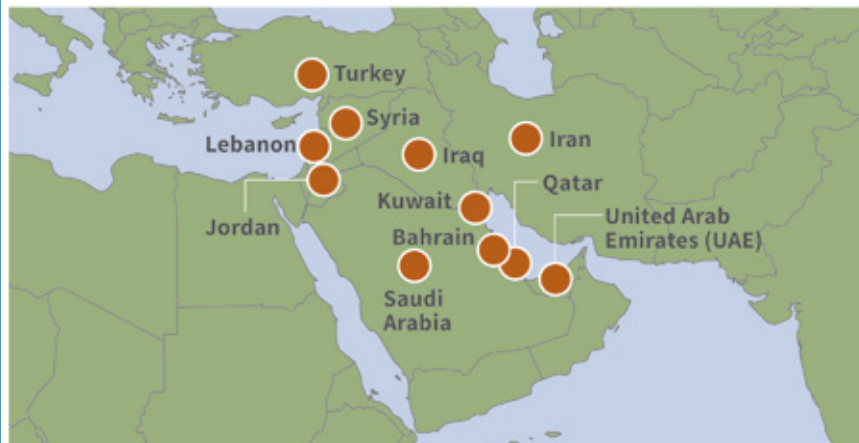 Turkey
Syria
Lebanon
Iran
Iraq
Qatar
Kuwait
Jordan
United Arab
Emirates (UAE)
Bahrain
Saudi
Arabia